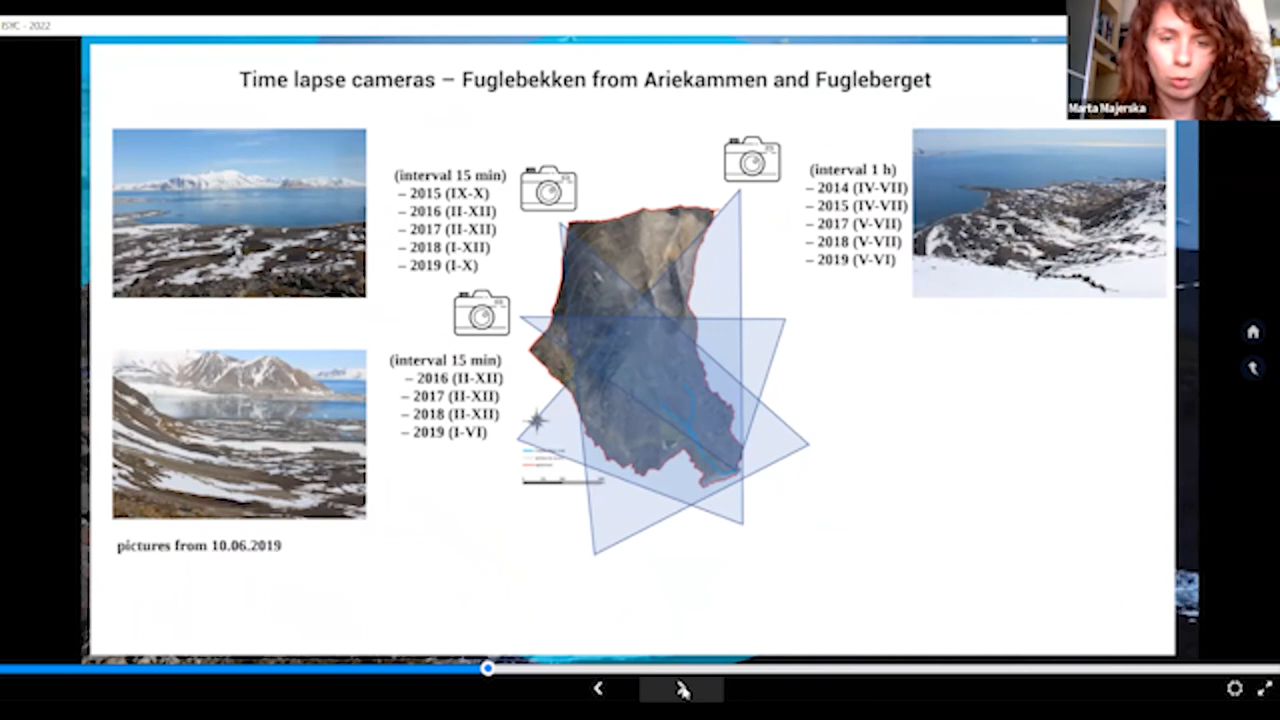 ISYC - 2022
Marta Majerska
Time lapse cameras – Fuglebekken from Ariekammen and Fugleberget
(interval 15 min)
– 2015 (IX-X)
– 2016 (II-XII)
– 2017 (II-XII)
– 2018 (I-XII)
– 2019 (I-X)
(interval 1 h)
– 2014 (IV-VII)
– 2015 (IV-VII)
– 2017 (V-VII)
– 2018 (V-VII)
– 2019 (V-VI)
(interval 15 min)
– 2016 (II-XII)
– 2017 (II-XII)
– 2018 (II-XII)
– 2019 (I-VI)
pictures from 10.06.2019